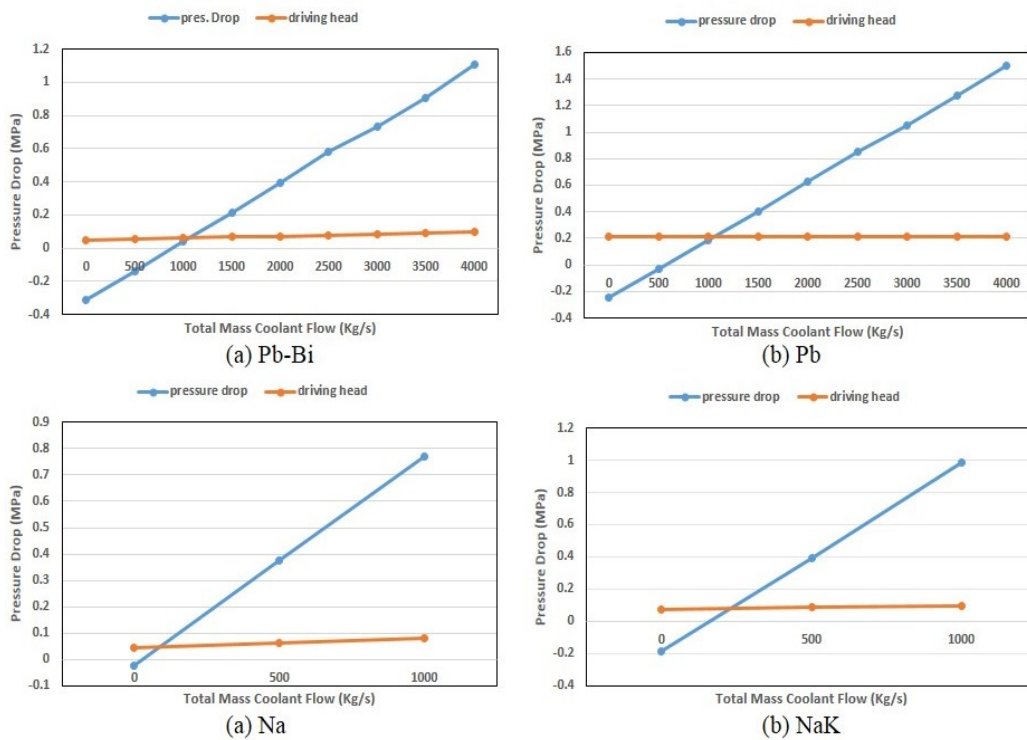 pres. Drop driving head
1.2
1
0.8
0.6
0.4
0.2
0
-0.2
-0.4
Pressure Drop (MPa)
0 500 1000 1500 2000 2500 3000 3500 4000
Total Mass Coolant Flow (Kg/s)
(a) Pb-Bi
pressure drop driving head
1.6
1.4
1.2
1
0.8
0.6
0.4
0.2
0
-0.2
-0.4
Pressure Drop (MPa)
0 500 1000 1500 2000 2500 3000 3500 4000
Total Mass Coolant Flow (Kg/s)
(b) Pb
pressure drop driving head
0.9
0.8
0.7
0.6
0.5
0.4
0.3
0.2
0.1
0
-0.1
Pressure Drop (MPa)
0 500 1000
Total Mass Coolant Flow (Kg/s)
(a) Na
pressure drop driving head
1.2
1
0.8
0.6
0.4
0.2
0
-0.2
-0.4
Pressure Drop (MPa)
0 500 1000
Total Mass Coolant Flow (Kg/s)
(b) NaK